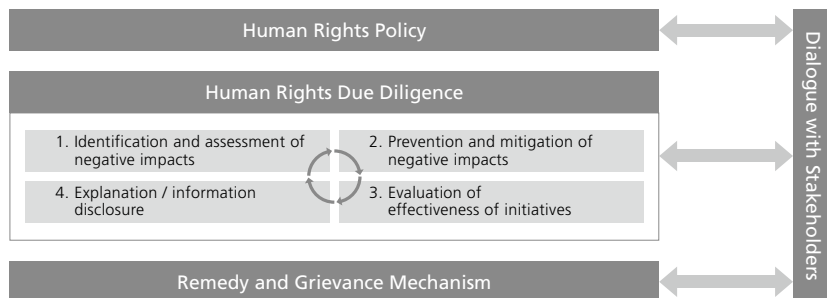 Human Rights Policy
Human Rights Due Diligence
1. Identification and assessment of
negative impacts
2. Prevention and mitigation of
negative impacts
4. Explanation / information
disclosure
3. Evaluation of
effectiveness of initiatives
Remedy and Grievance Mechanism
Dialogue with Stakeholders